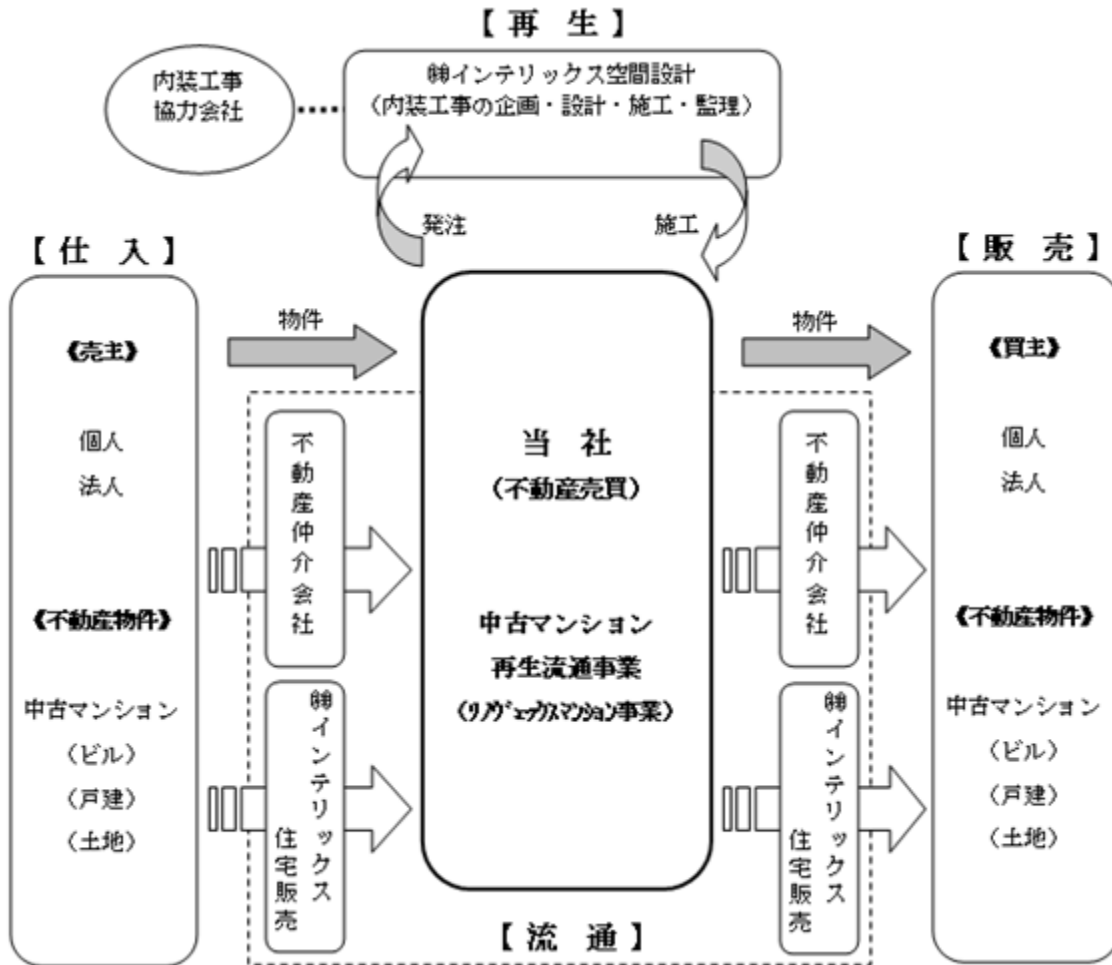 【再 生】
内装工事
協力会社
㈱インテリックス空間設計
（内装工事の企画・設計・施工・監理）
発注
施工
【仕 入】
《売主》
個人
法人
《不動産物件》
中古マンション
（ビル）
（戸建）
（土地）
物件
不動産仲介会社
㈱インテリックス
住宅販売
当 社
（不動産売買）
中古マンション
再生流通事業
（リノヴェックスマンション事業）
【流 通】
物件
不動産仲介会社
㈱インテリックス
住宅販売
【販 売】
《買主》
個人
法人
《不動産物件》
中古マンション
（ビル）
（戸建）
（土地）